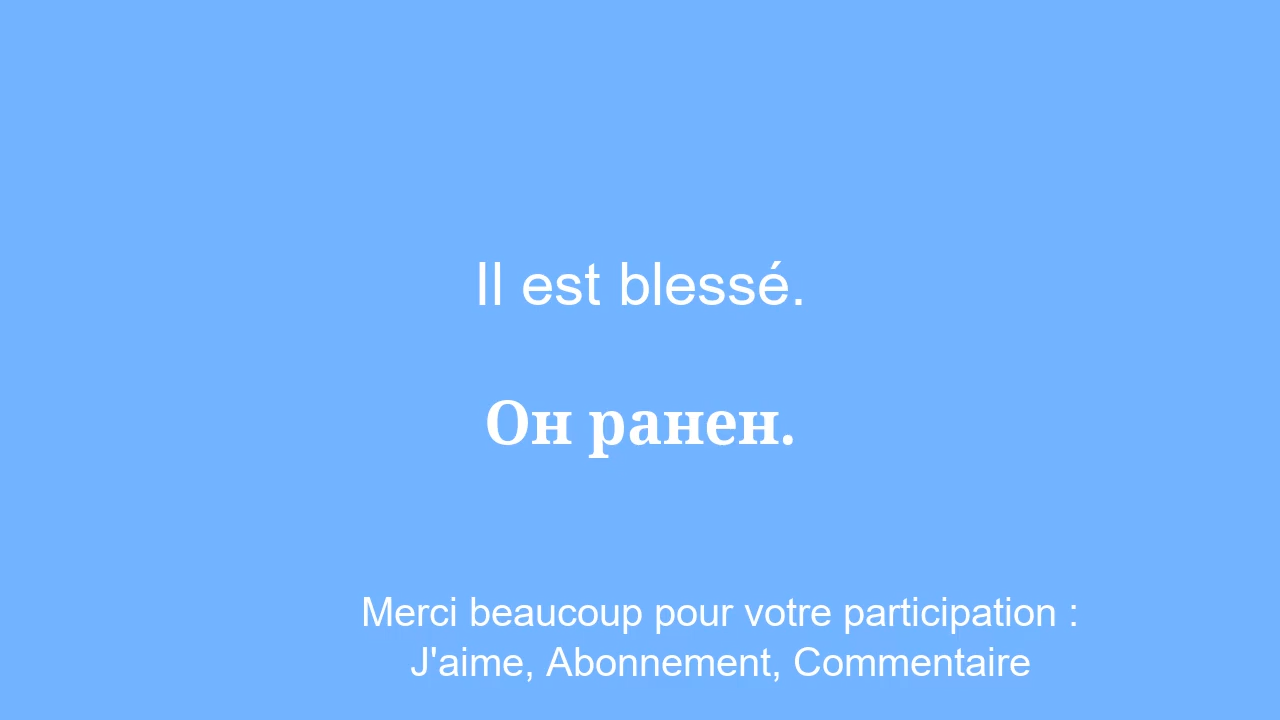 Il est blessé.
Он ранен.
Merci beaucoup pour votre participation :
J'aime, Abonnement, Commentaire